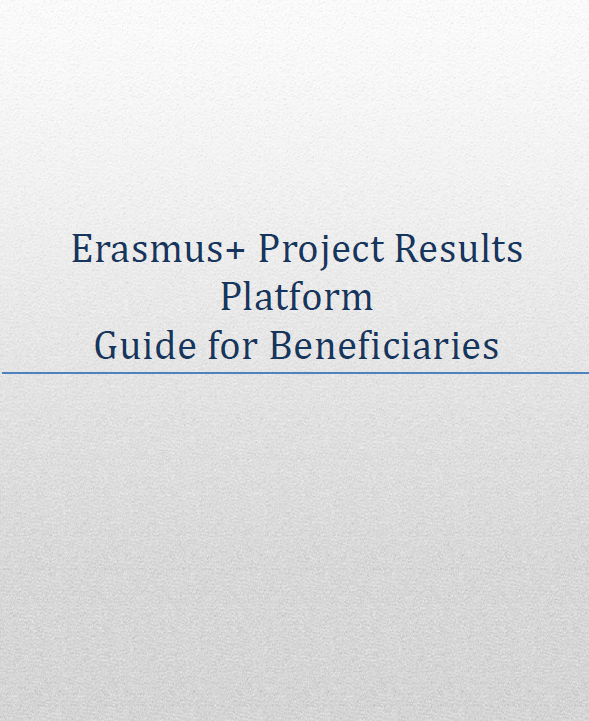 Erasmus+ Project Results
Platform
Guide for Beneficiaries